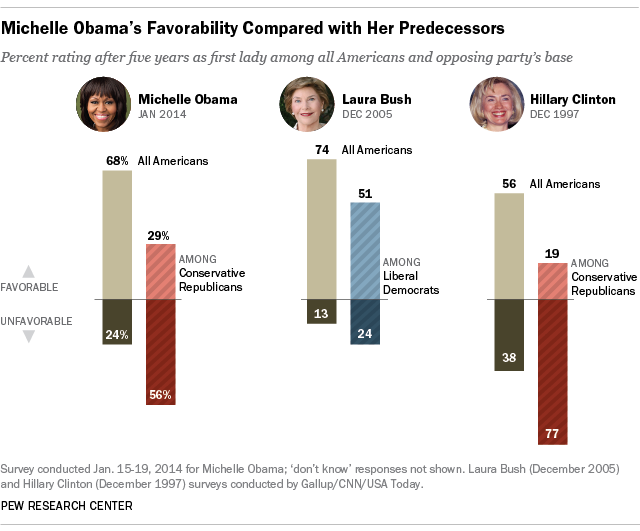 Michelle Obama's Favorability Compared with Her Predecessors
Percent rating after five years as first lady among all Americans and opposing party's base
Michelle Obama
JAN 2014
Laura Bush
DEC 2005
Hillary Clinton
DEC 1997
68% All Americans
29%
AMONG
Conservative
Republicans
24%
56%
74 All Americans
51
AMONG
Liberal
Democrats
13
24
56 All Americans
19
AMONG
Conservative
Republicans
38
77
FAVORABLE
UNFAVORABLE
Survey conducted Jan. 15-19, 2014 for Michelle Obama; 'don't know' responses not shown. Laura Bush (December 2005)
and Hillary Clinton (December 1997) surveys conducted by Gallup/CNN/USA Today.
PEW RESEARCH CENTER